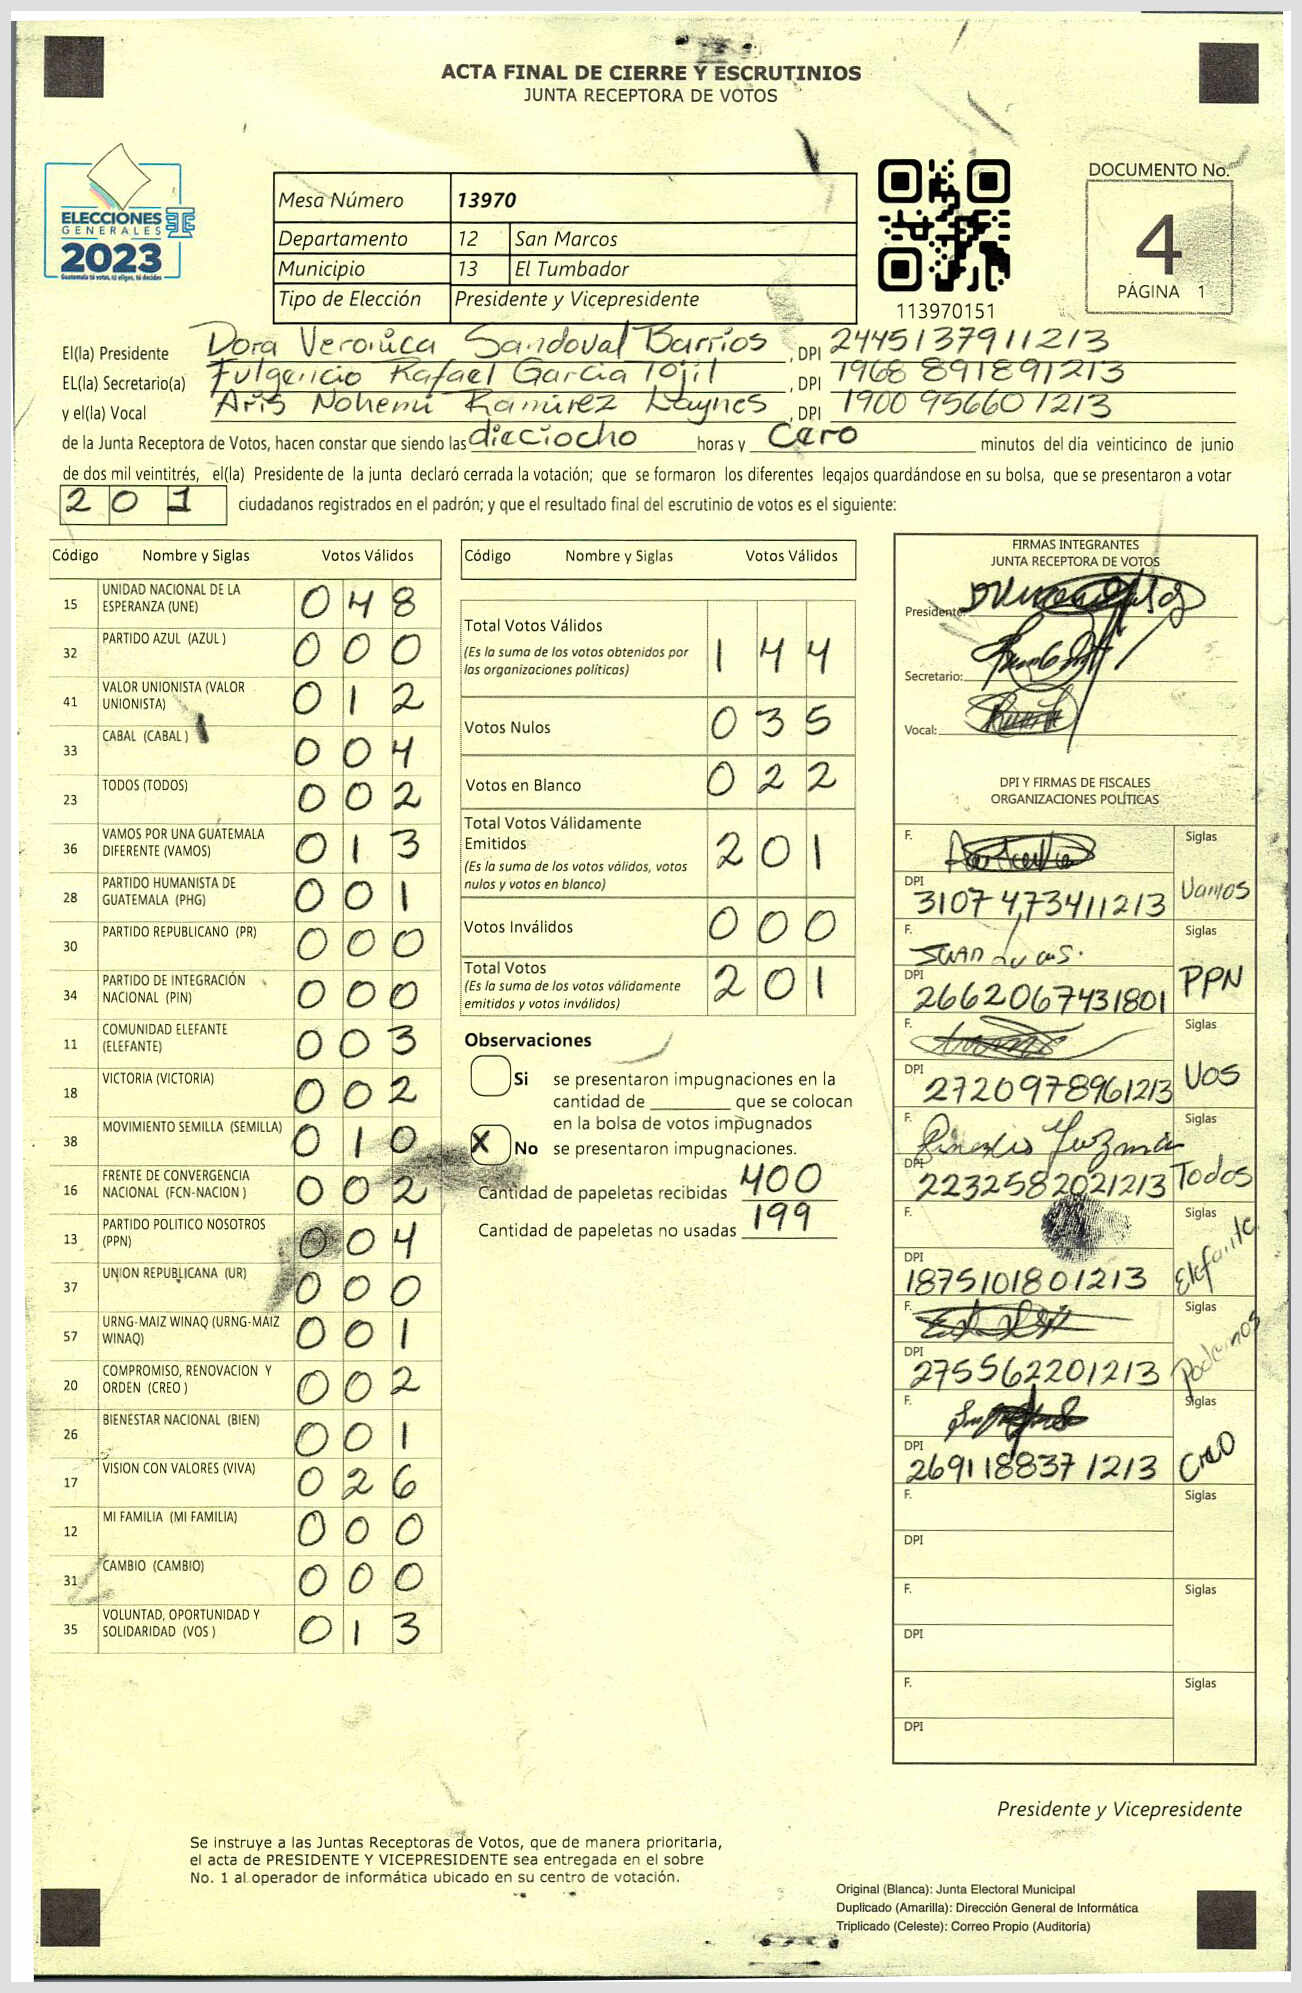 ACTA FINAL DE CIERRE Y ESCRUTINIOS
JUNTA RECEPTORA DE VOTOS
ELECCIONES
GENERALES
2023
Guatemala tú votas, tú eliges, tú decides
Mesa Número 13970
Departamento 12 San Marcos
Municipio 13 El Tumbador
Tipo de Elección Presidente y Vicepresidente
113970151
DOCUMENTO No.
4
PÁGINA 1
El(la) Presidente Dora Veronica Sandoval Barrios, DPI 2445137911213
EL(la) Secretario(a) Fulgencio Rafael Garcia Tojil, DPI 1968 891891213
y el(la) Vocal Aris Nohemí Ramirez Laynes, DPI 1900 956601213
de la Junta Receptora de Votos, hacen constar que siendo las dieciocho horas y Cero minutos del día veinticinco de junio
de dos mil veintitrés, el(la) Presidente de la junta declaró cerrada la votación; que se formaron los diferentes legajos guardándose en su bolsa, que se presentaron a votar
201 ciudadanos registrados en el padrón; y que el resultado final del escrutinio de votos es el siguiente:
Código Nombre y Siglas Votos Válidos
15 UNIDAD NACIONAL DE LA ESPERANZA (UNE) 048
32 PARTIDO AZUL (AZUL ) 000
41 VALOR UNIONISTA (VALOR UNIONISTA) 012
33 CABAL (CABAL ) 004
23 TODOS (TODOS) 002
36 VAMOS POR UNA GUATEMALA DIFERENTE (VAMOS) 013
28 PARTIDO HUMANISTA DE GUATEMALA (PHG) 001
30 PARTIDO REPUBLICANO (PR) 000
34 PARTIDO DE INTEGRACIÓN NACIONAL (PIN) 000
11 COMUNIDAD ELEFANTE (ELEFANTE) 003
18 VICTORIA (VICTORIA) 002
38 MOVIMIENTO SEMILLA (SEMILLA) 010
16 FRENTE DE CONVERGENCIA NACIONAL (FCN-NACION ) 002
13 PARTIDO POLITICO NOSOTROS (PPN) 004
37 UNION REPUBLICANA (UR) 000
57 URNG-MAIZ WINAQ (URNG-MAIZ WINAQ) 001
20 COMPROMISO, RENOVACION Y ORDEN (CREO ) 002
26 BIENESTAR NACIONAL (BIEN) 001
17 VISION CON VALORES (VIVA) 026
12 MI FAMILIA (MI FAMILIA) 000
31 CAMBIO (CAMBIO) 000
35 VOLUNTAD, OPORTUNIDAD Y SOLIDARIDAD (VOS ) 013
Código Nombre y Siglas Votos Válidos
Total Votos Válidos 144
(Es la suma de los votos obtenidos por
las organizaciones políticas)
Votos Nulos 035
Votos en Blanco 022
Total Votos Válidamente
Emitidos 201
(Es la suma de los votos válidos, votos
nulos y votos en blanco)
Votos Inválidos 000
Total Votos 201
(Es la suma de los votos válidamente
emitidos y votos inválidos)
Observaciones
Si se presentaron impugnaciones en la
cantidad de ________ que se colocan
en la bolsa de votos impugnados
X No se presentaron impugnaciones.
Cantidad de papeletas recibidas 400
Cantidad de papeletas no usadas 199
FIRMAS INTEGRANTES
JUNTA RECEPTORA DE VOTOS
Presidente:
Secretario:
Vocal:
DPI Y FIRMAS DE FISCALES
ORGANIZACIONES POLÍTICAS
F. Siglas
DPI 3107 473411213 Vamos
F. Siglas
DPI 2662067431801 PPN
F. Siglas
DPI 2720978961213 VOS
F. Siglas
DPI 2232582021213 Todos
F. Siglas
DPI 1875101801213 Elefante
F. Siglas
DPI 275562201213 Podemos
F. Siglas
DPI 2691188371213 CREO
F. Siglas
DPI
F. Siglas
DPI
F. Siglas
DPI
Presidente y Vicepresidente
Se instruye a las Juntas Receptoras de Votos, que de manera prioritaria,
el acta de PRESIDENTE Y VICEPRESIDENTE sea entregada en el sobre
No. 1 al operador de informática ubicado en su centro de votación.
Original (Blanca): Junta Electoral Municipal
Duplicado (Amarilla): Dirección General de Informática
Triplicado (Celeste): Correo Propio (Auditoría)